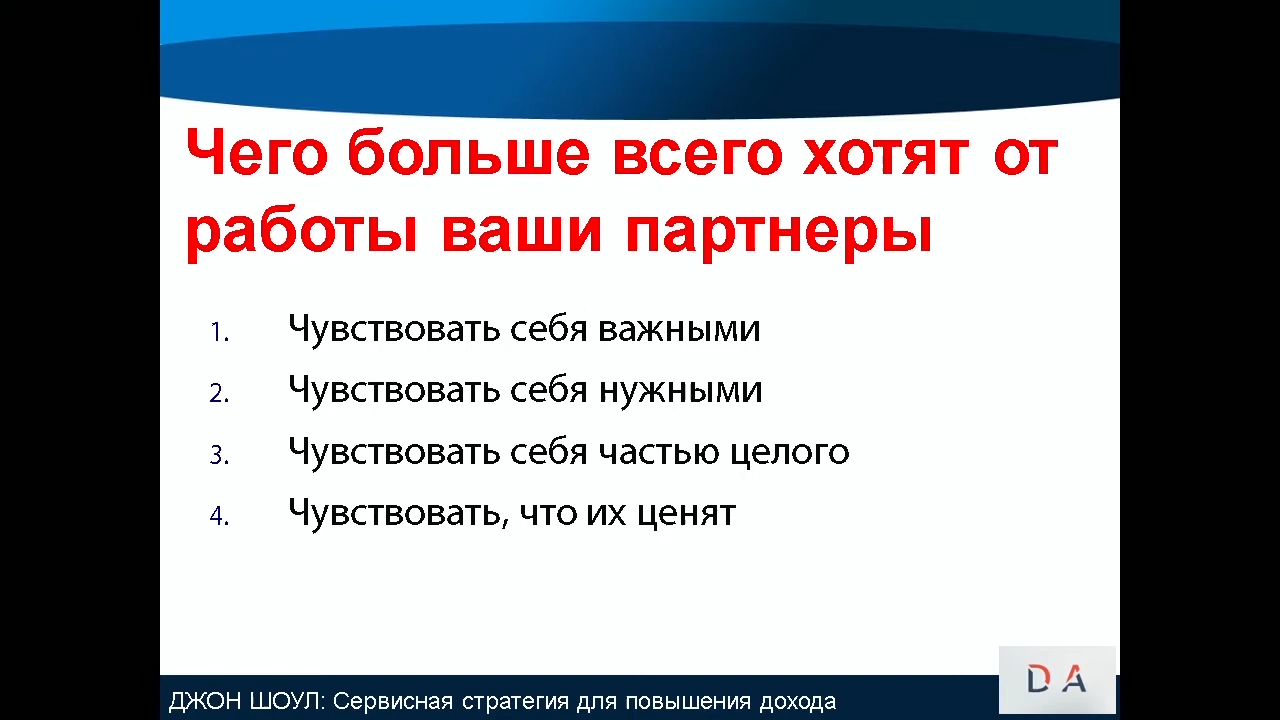 Чего больше всего хотят от
работы ваши партнеры
1. Чувствовать себя важными
2. Чувствовать себя нужными
3. Чувствовать себя частью целого
4. Чувствовать, что их ценят
ДЖОН ШОУЛ: Сервисная стратегия для повышения дохода
DA